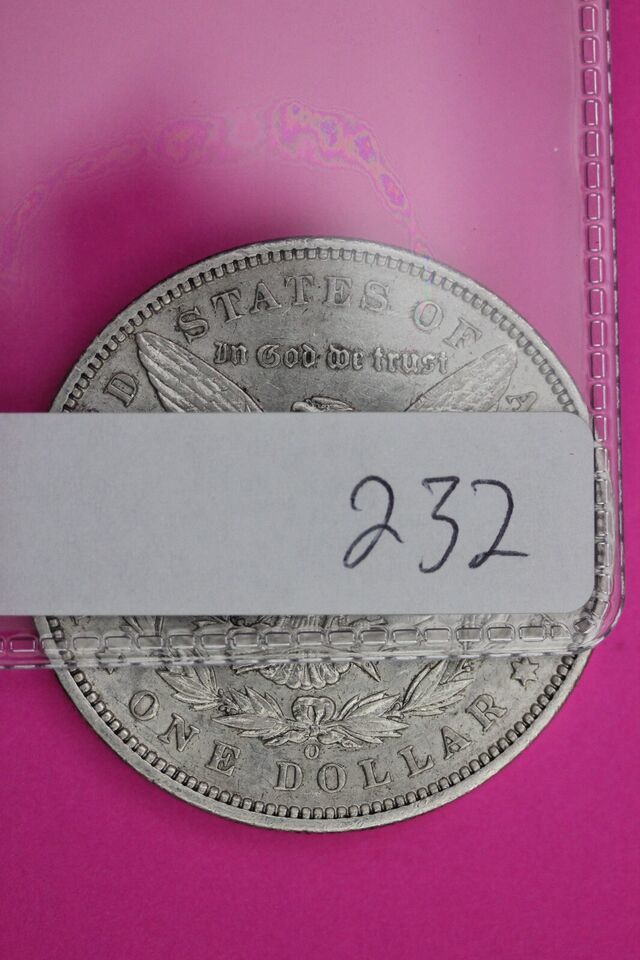 STATES OF
In God we trust
D
A
232
O
ONE DOLLAR